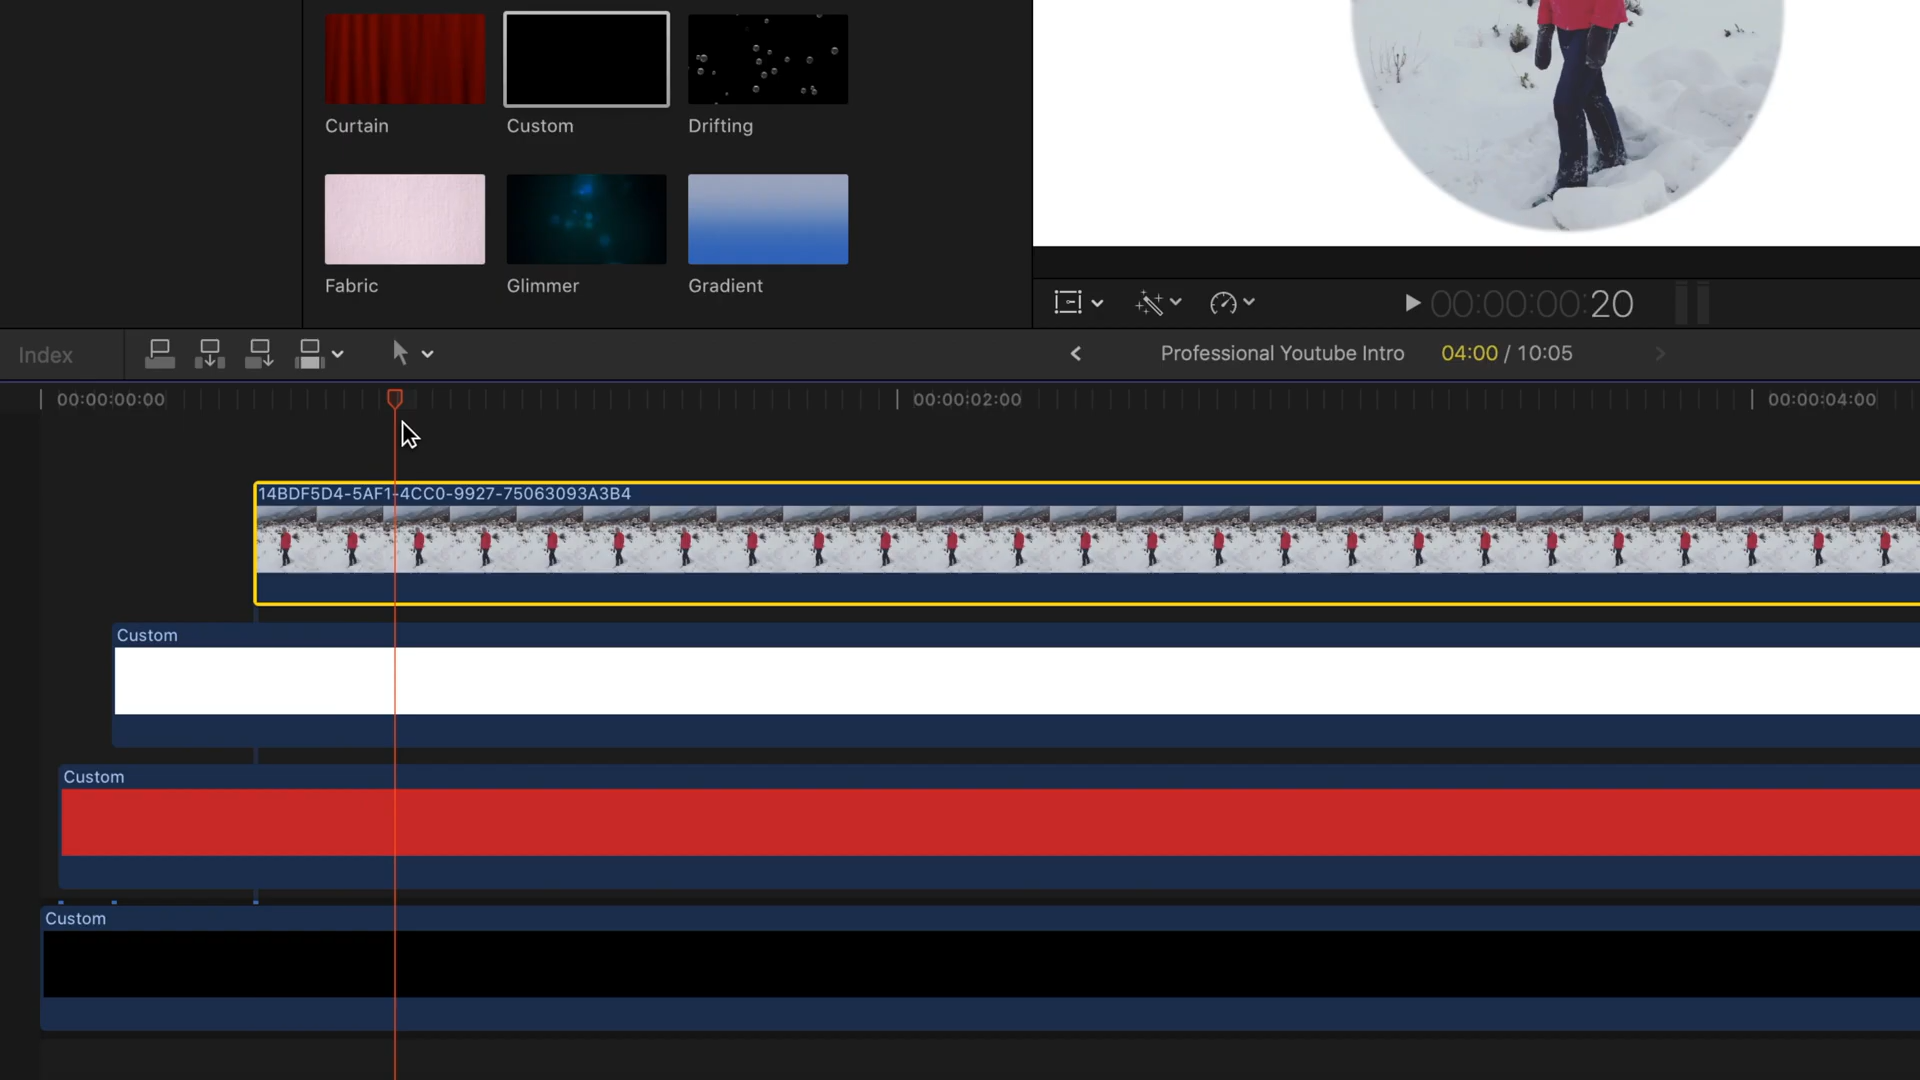 Curtain
Custom
Drifting
Fabric
Glimmer
Gradient
00:00:00:20
Index
Professional Youtube Intro
04:00 / 10:05
00:00:00:00
00:00:02:00
00:00:04:00
14BDF5D4-5AF1-4CC0-9927-75063093A3B4
Custom
Custom
Custom